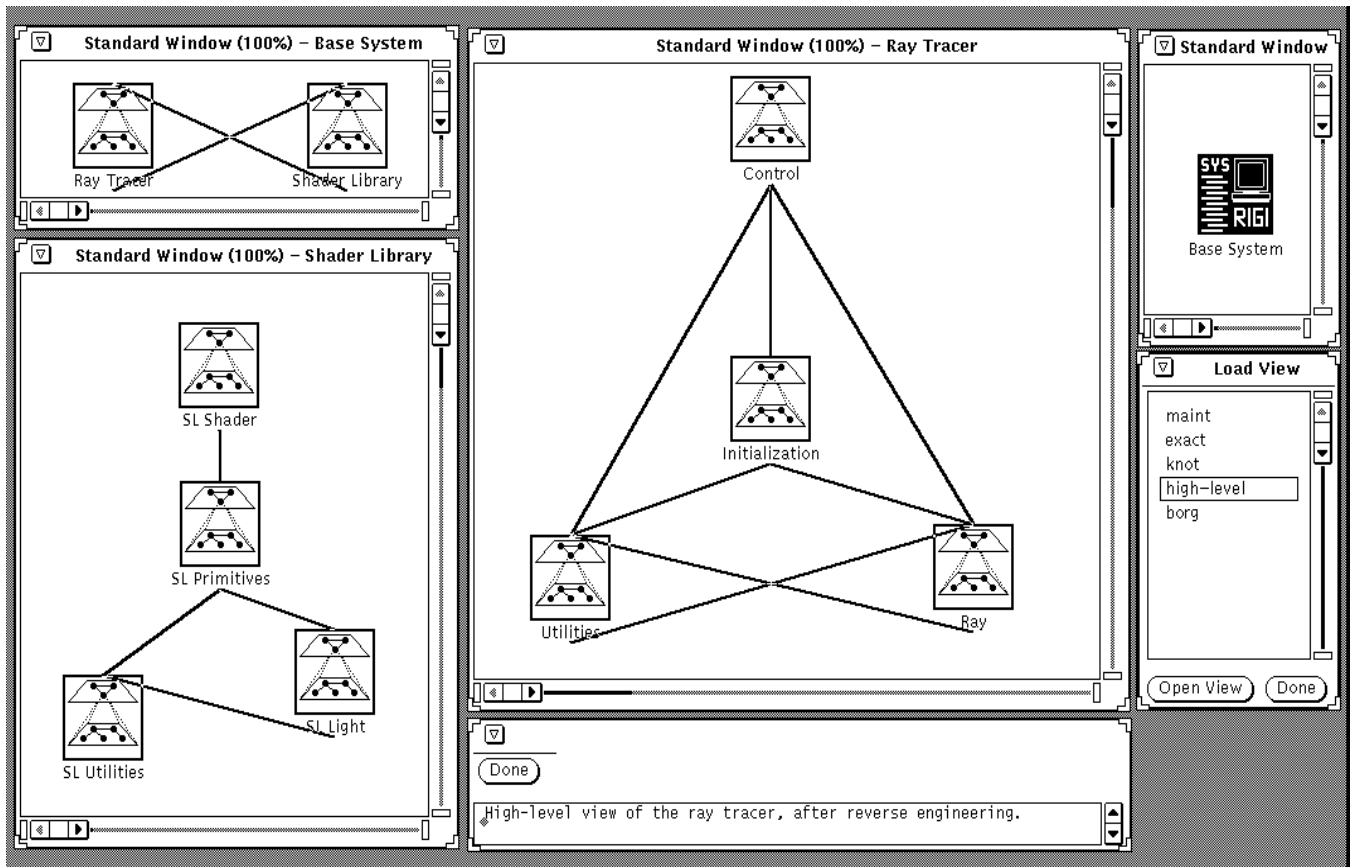 Standard Window (100%) – Base System
Ray Tracer
Shader Library
Standard Window (100%) – Shader Library
SL Shader
SL Primitives
SL Light
SL Utilities
Standard Window (100%) – Ray Tracer
Control
Initialization
Utilities
Ray
Done
High–level view of the ray tracer, after reverse engineering.
Standard Window
SYS
RIGI
Base System
Load View
maint
exact
knot
high–level
borg
Open View
Done